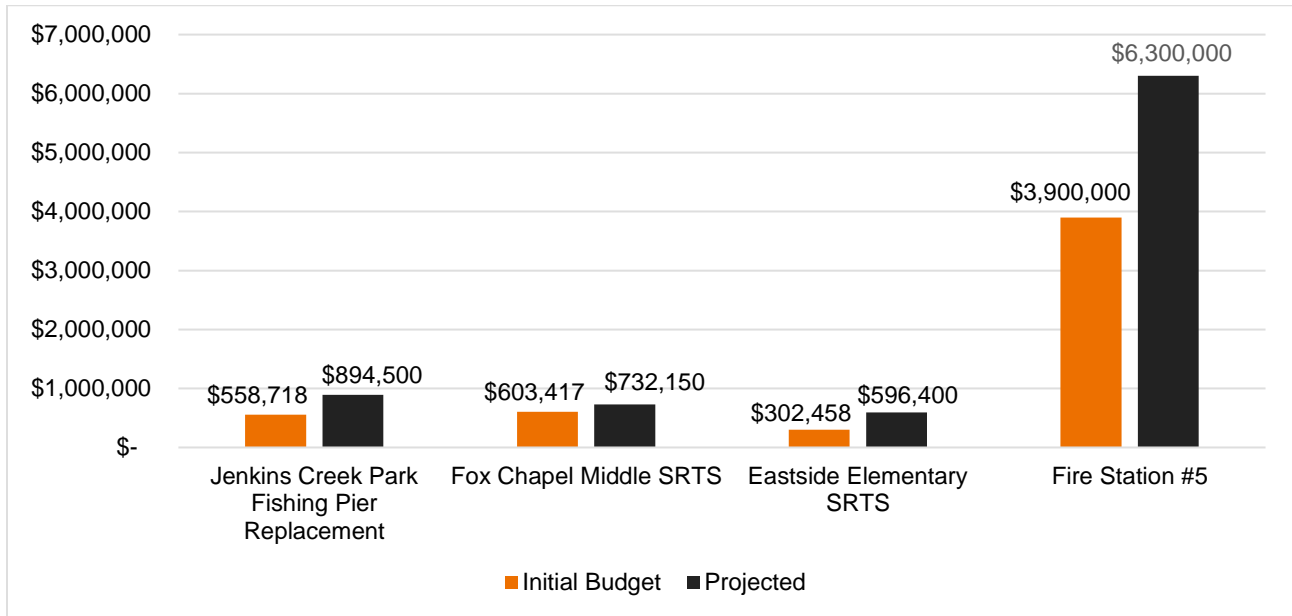 $7,000,000
$6,000,000
$5,000,000
$4,000,000
$3,000,000
$2,000,000
$1,000,000
$-
$558,718
$894,500
$603,417
$732,150
$302,458
$596,400
$3,900,000
$6,300,000
Jenkins Creek Park
Fishing Pier
Replacement
Fox Chapel Middle SRTS
Eastside Elementary
SRTS
Fire Station #5
Initial Budget
Projected